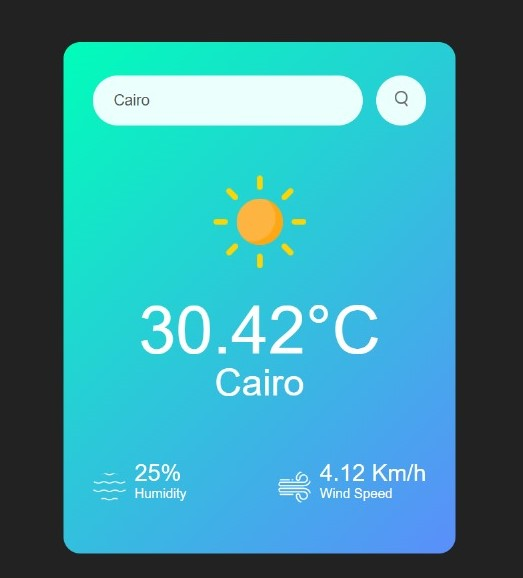 Cairo
30.42°C
Cairo
25%
Humidity
4.12 Km/h
Wind Speed